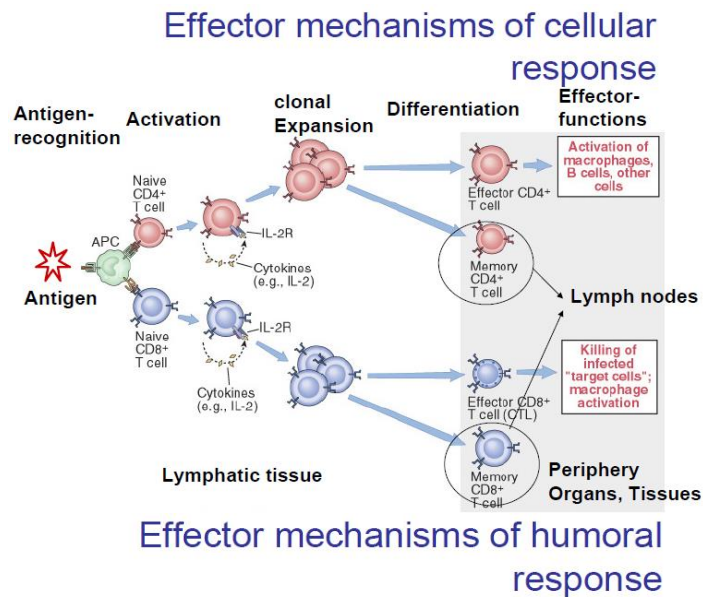 Effector mechanisms of cellular
response
Antigen-
recognition
Activation
clonal
Expansion
Differentiation
Effector-
functions
Naive
CD4+
T cell
APC
Antigen
IL-2R
Cytokines
(e.g., IL-2)
Effector CD4+
T cell
Activation of
macrophages,
B cells, other
cells
Memory
CD4+
T cell
Lymph nodes
Naive
CD8+
T cell
IL-2R
Cytokines
(e.g., IL-2)
Effector CD8+
T cell (CTL)
Killing of
infected
"target cells";
macrophage
activation
Memory
CD8+
T cell
Lymphatic tissue
Periphery
Organs, Tissues
Effector mechanisms of humoral
response